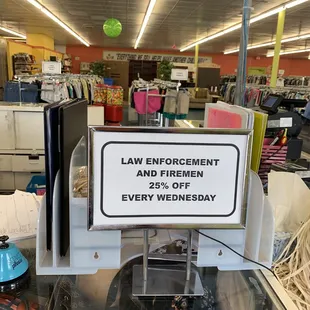 LAW ENFORCEMENT
AND FIREMEN
25% OFF
EVERY WEDNESDAY